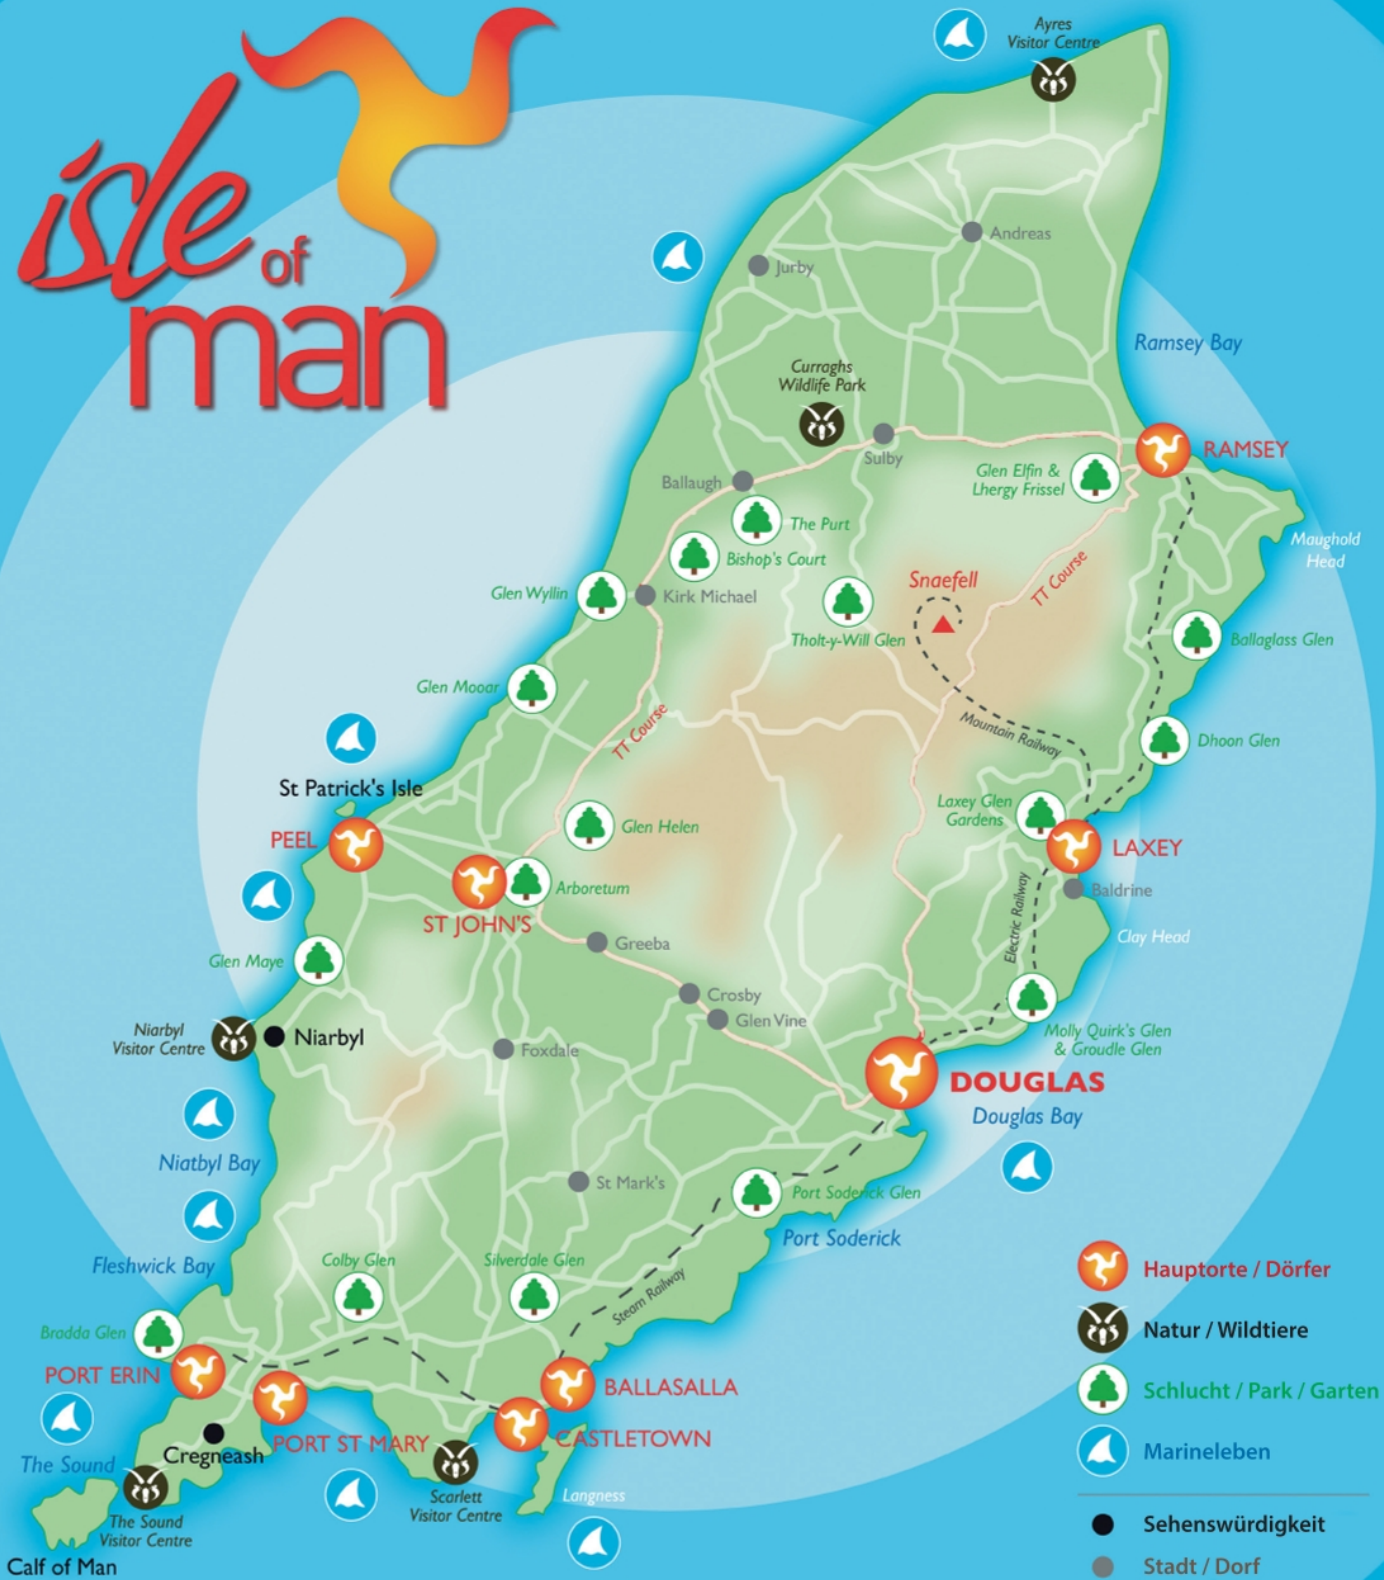 isle
of
man
Ayres
Visitor Centre
Andreas
Jurby
Ramsey Bay
Curraghs
Wildlife Park
Sulby
RAMSEY
Glen Elfin &
Lhergy Frissel
Ballaugh
The Purt
Maughold
Head
Bishop's Court
Glen Wyllin
Kirk Michael
Snaefell
TT Course
Tholt-y-Will Glen
Ballaglass Glen
Glen Mooar
TT Course
Mountain Railway
Dhoon Glen
St Patrick's Isle
Laxey Glen
Gardens
PEEL
Glen Helen
LAXEY
Arboretum
Baldrine
ST JOHN'S
Electric Railway
Greeba
Clay Head
Glen Maye
Crosby
Glen Vine
Niarbyl
Visitor Centre
Niarbyl
Molly Quirk's Glen
& Groudle Glen
Foxdale
DOUGLAS
Douglas Bay
Niatbyl Bay
St Mark's
Port Soderick Glen
Port Soderick
Fleshwick Bay
Colby Glen
Silverdale Glen
Steam Railway
Bradda Glen
PORT ERIN
BALLASALLA
PORT ST MARY
CASTLETOWN
Cregneash
The Sound
Scarlett
Visitor Centre
Langness
The Sound
Visitor Centre
Calf of Man
Hauptorte / Dörfer
Natur / Wildtiere
Schlucht / Park / Garten
Marineleben
Sehenswürdigkeit
Stadt / Dorf